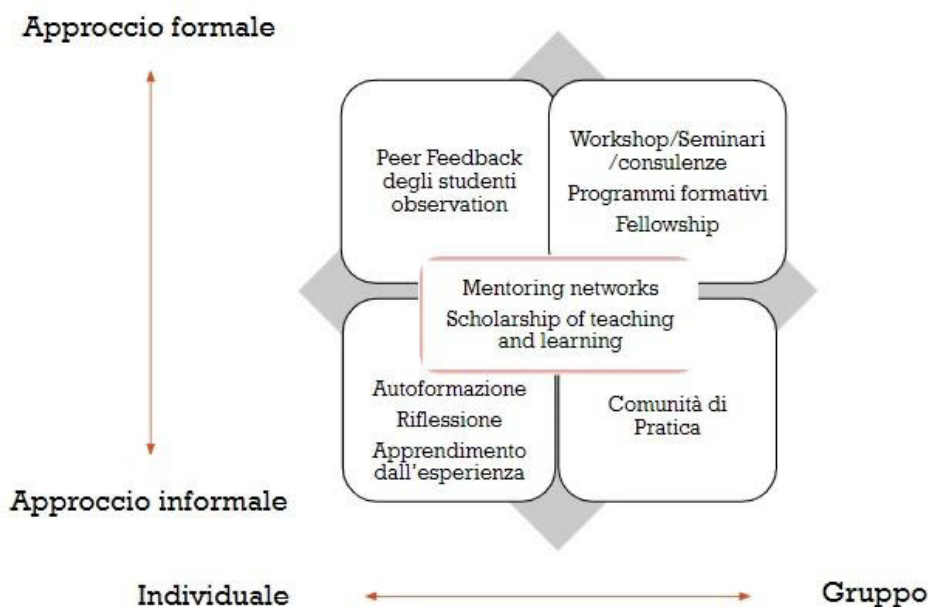 Approccio formale
Peer Feedback
degli studenti
observation
Workshop/Seminari
/consulenze
Programmi formativi
Fellowship
Mentoring networks
Scholarship of teaching
and learning
Autoformazione
Riflessione
Apprendimento
dall'esperienza
Comunità di
Pratica
Approccio informale
Individuale
Gruppo